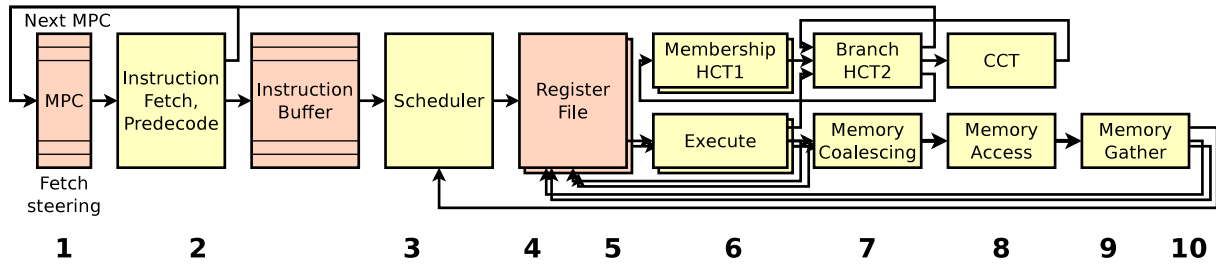 Next MPC
MPC
Fetch
steering
Instruction
Fetch,
Predecode
Instruction
Buffer
Scheduler
Register
File
Membership
HCT1
Branch
HCT2
CCT
Execute
Memory
Coalescing
Memory
Access
Memory
Gather
1 2 3 4 5 6 7 8 9 10